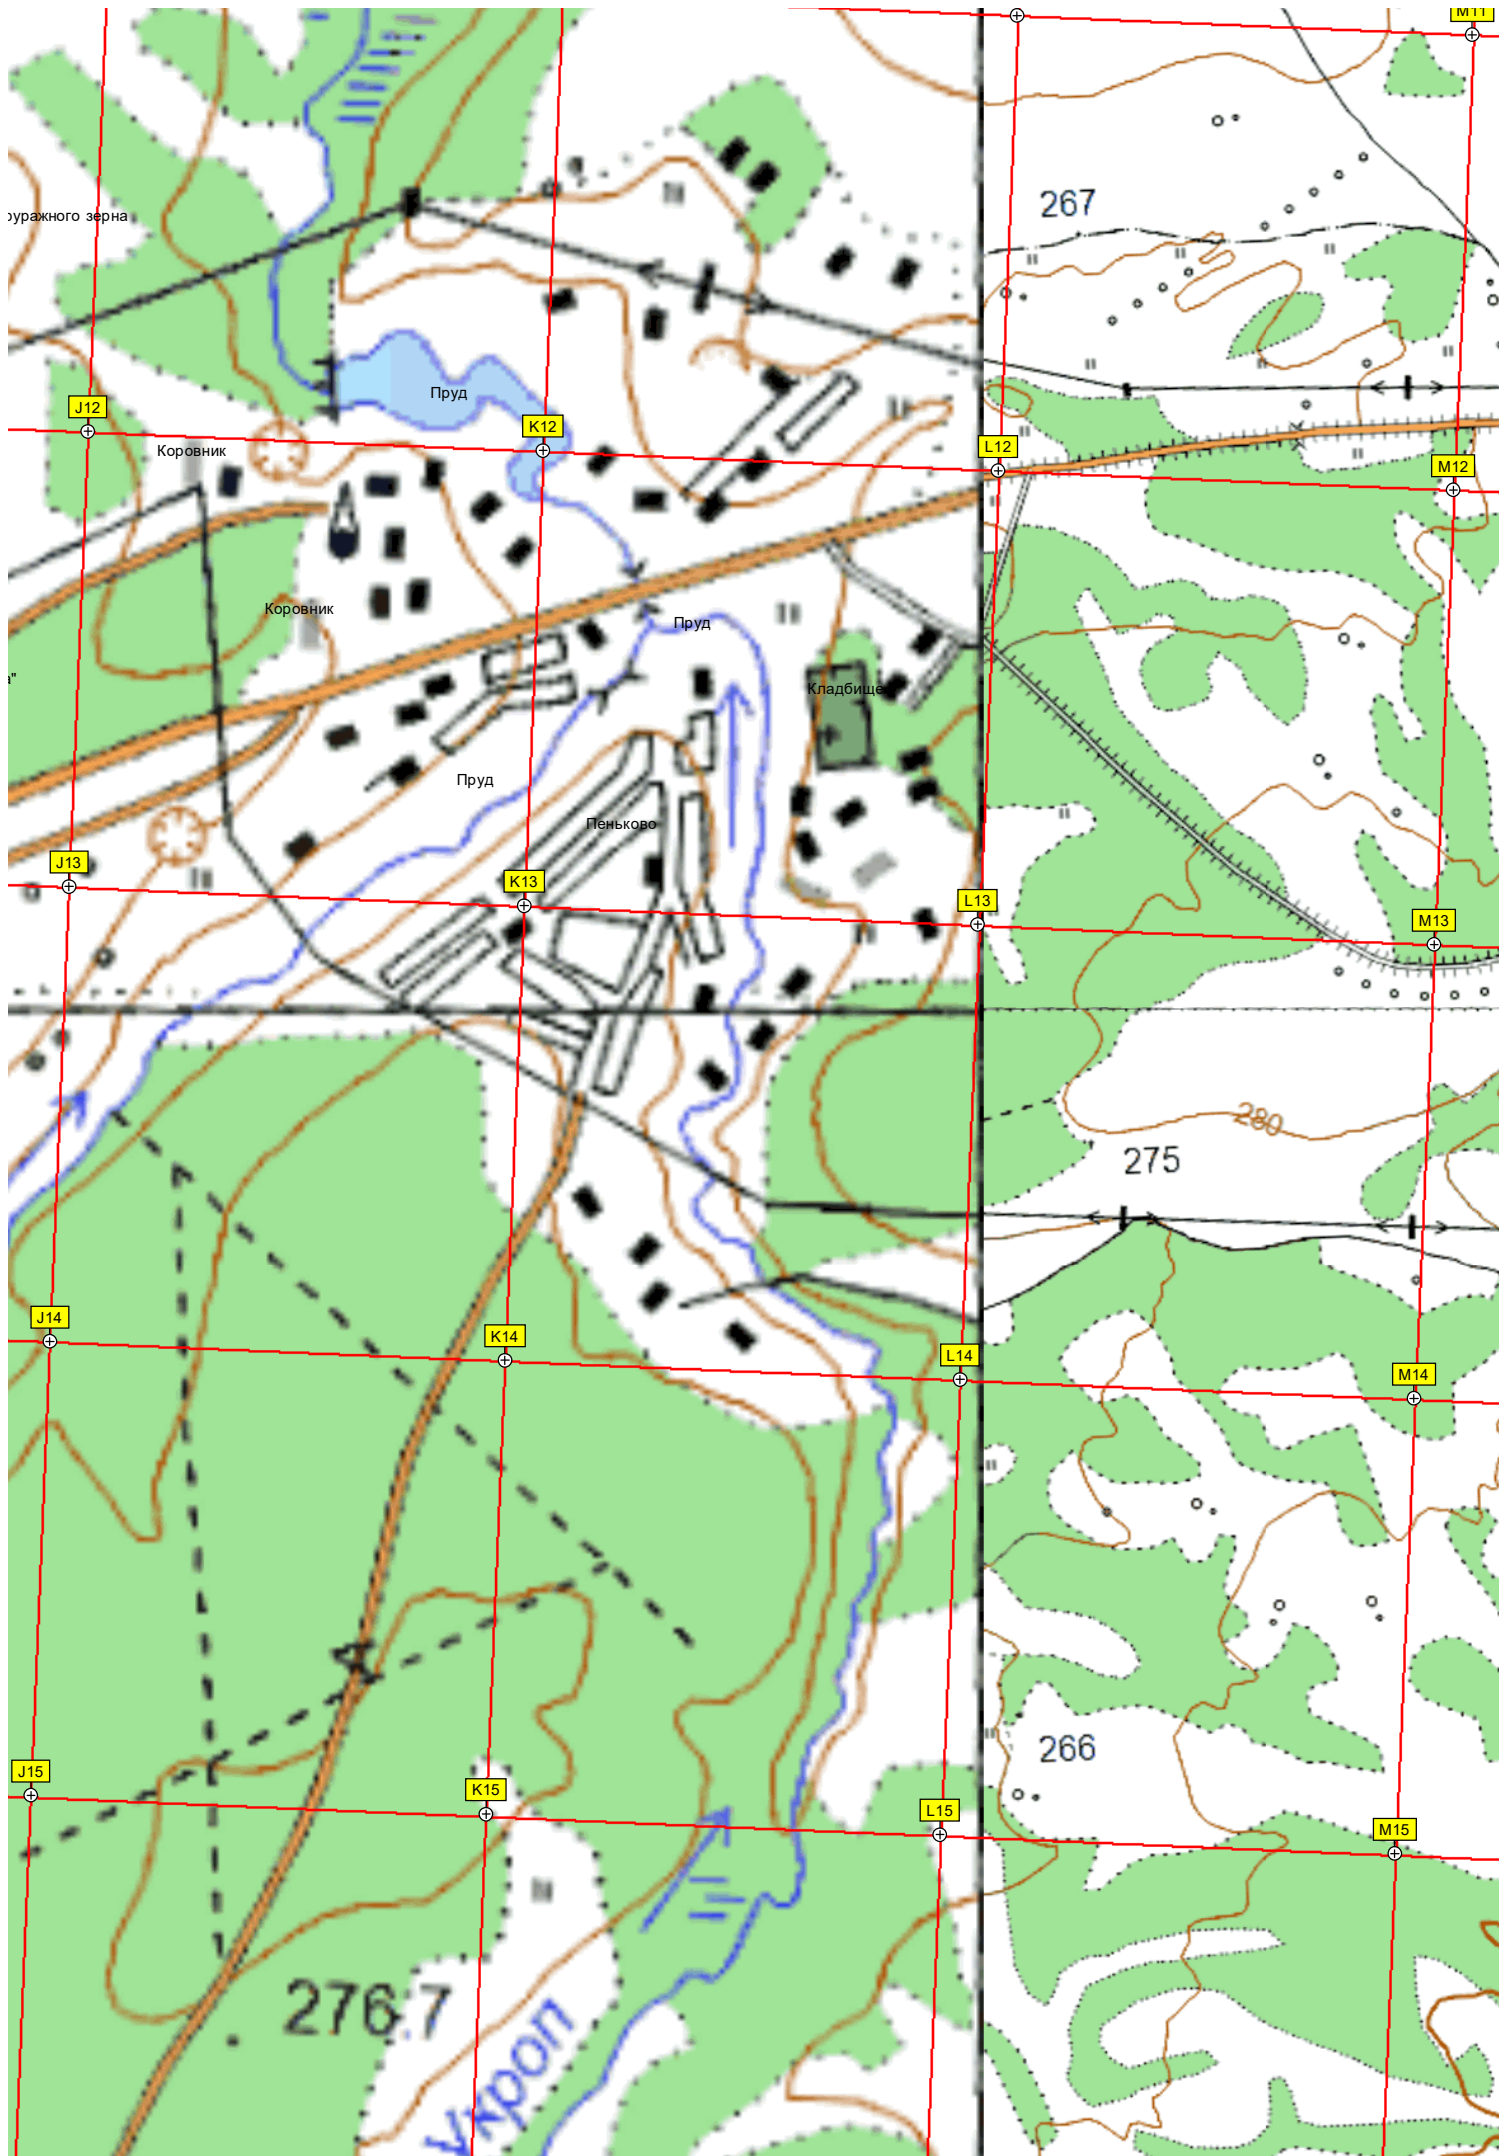 M11
267
фуражного зерна
Пруд
J12
K12
L12
M12
Коровник
Коровник
Пруд
а"
Кладбище
Пруд
Пеньково
J13
K13
L13
M13
280
275
J14
K14
L14
M14
266
J15
K15
L15
M15
276.7
Укроп